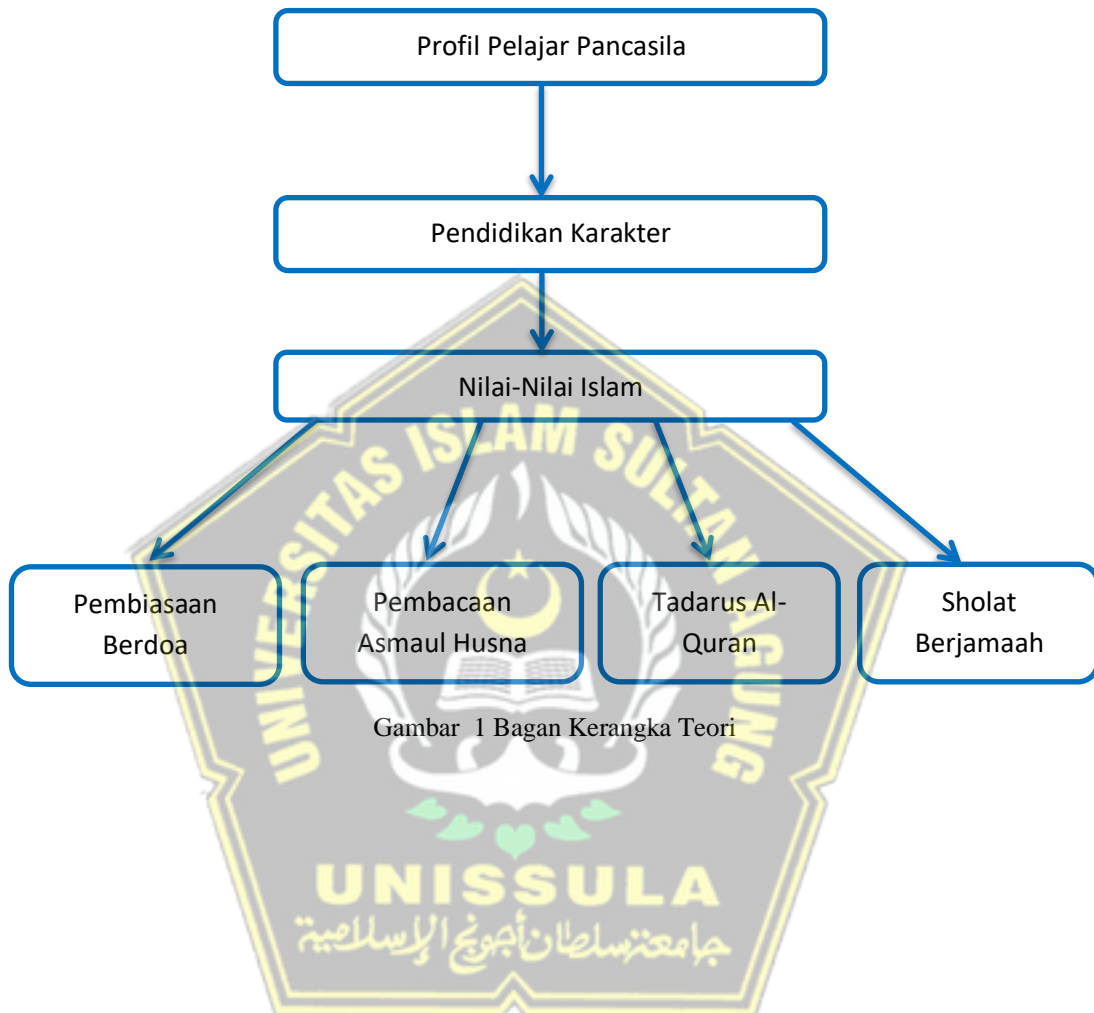 Profil Pelajar Pancasila
Pendidikan Karakter
Nilai-Nilai Islam
Pembiasaan
Berdoa
Pembacaan
Asmaul Husna
Tadarus Al-
Quran
Sholat
Berjamaah
Gambar 1 Bagan Kerangka Teori
UNIVERSITAS ISLAM SULTAN AGUNG
UNISSULA
جامعة سلطان أجونج الإسلامية